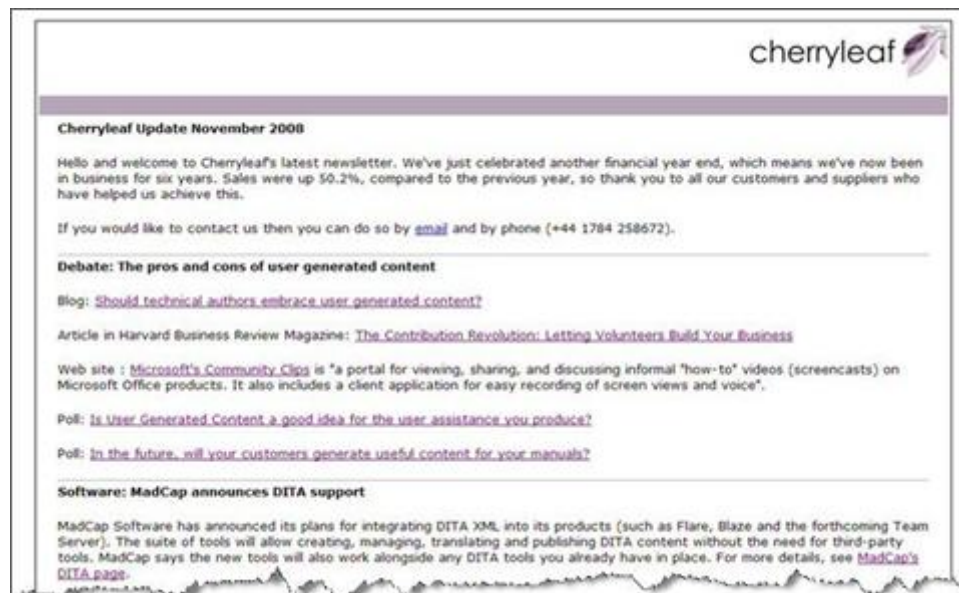 cherryleaf
Cherryleaf Update November 2008
Hello and welcome to Cherryleaf's latest newsletter. We've just celebrated another financial year end, which means we've now been
in business for six years. Sales were up 50.2%, compared to the previous year, so thank you to all our customers and suppliers who
have helped us achieve this.
If you would like to contact us then you can do so by email and by phone (+44 1784 258672).
Debate: The pros and cons of user generated content
Blog: Should technical authors embrace user generated content?
Article in Harvard Business Review Magazine: The Contribution Revolution: Letting Volunteers Build Your Business
Web site : Microsoft's Community Clips is "a portal for viewing, sharing, and discussing informal "how-to" videos (screencasts) on
Microsoft Office products. It also includes a client application for easy recording of screen views and voice".
Poll: Is User Generated Content a good idea for the user assistance you produce?
Poll: In the future, will your customers generate useful content for your manuals?
Software: MadCap announces DITA support
MadCap Software has announced its plans for integrating DITA XML into its products (such as Flare, Blaze and the forthcoming Team
Server). The suite of tools will allow creating, managing, translating and publishing DITA content without the need for third-party
tools. MadCap says the new tools will also work alongside any DITA tools you already have in place. For more details, see MadCap's
DITA page.